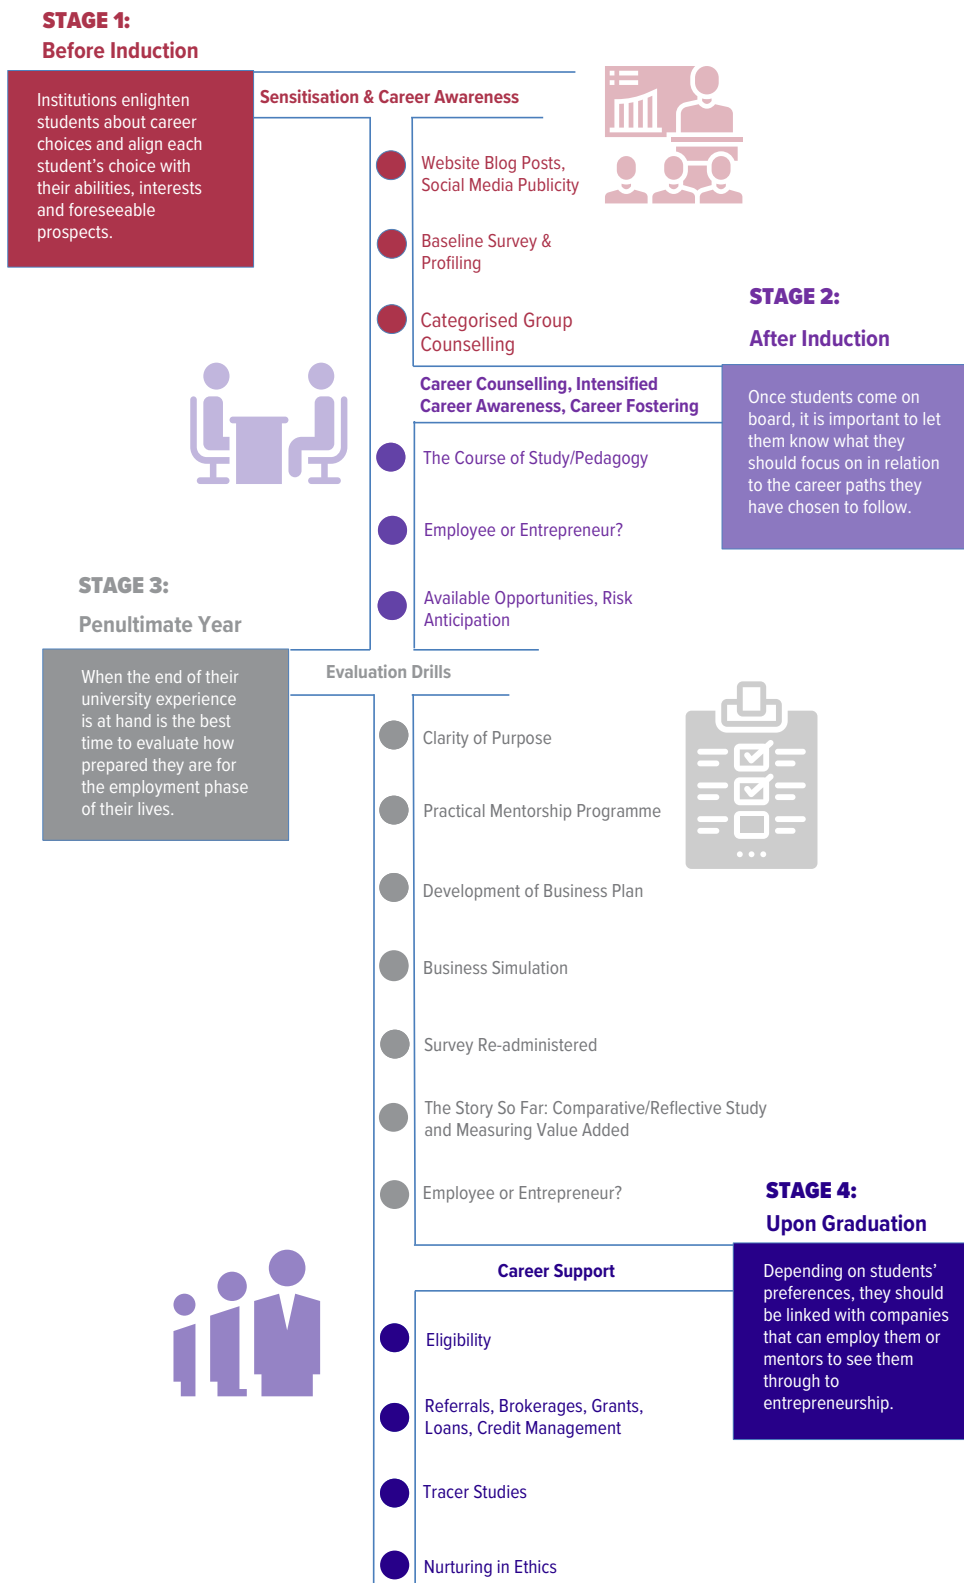 STAGE 1:
Before Induction
Institutions enlighten
students about career
choices and align each
student's choice with
their abilities, interests
and foreseeable
prospects.
Sensitisation & Career Awareness
Website Blog Posts,
Social Media Publicity
Baseline Survey &
Profiling
Categorised Group
Counselling
STAGE 2:
After Induction
Once students come on
board, it is important to let
them know what they
should focus on in relation
to the career paths they
have chosen to follow.
Career Counselling, Intensified
Career Awareness, Career Fostering
The Course of Study/Pedagogy
Employee or Entrepreneur?
Available Opportunities, Risk
Anticipation
STAGE 3:
Penultimate Year
When the end of their
university experience
is at hand is the best
time to evaluate how
prepared they are for
the employment phase
of their lives.
Evaluation Drills
Clarity of Purpose
Practical Mentorship Programme
Development of Business Plan
Business Simulation
Survey Re-administered
The Story So Far: Comparative/Reflective Study
and Measuring Value Added
Employee or Entrepreneur?
STAGE 4:
Upon Graduation
Depending on students'
preferences, they should
be linked with companies
that can employ them or
mentors to see them
through to
entrepreneurship.
Career Support
Eligibility
Referrals, Brokerages, Grants,
Loans, Credit Management
Tracer Studies
Nurturing in Ethics